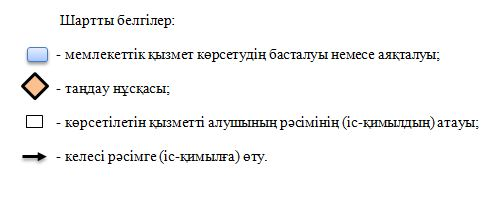 Шартты белгілер:
- мемлекеттік қызмет көрсетудің басталуы немесе аяқталуы;
- таңдау нұсқасы;
- көрсетілетін қызметті алушының рәсімінің (іс-қимылдың) атауы;
- келесі рәсімге (іс-қимылға) өту.